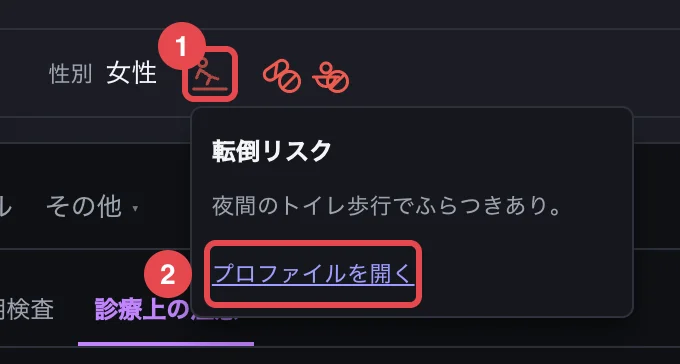 1
性別 女性
転倒リスク
夜間のトイレ歩行でふらつきあり。
その他 ▾
2
プロファイルを開く
検査
診療上の